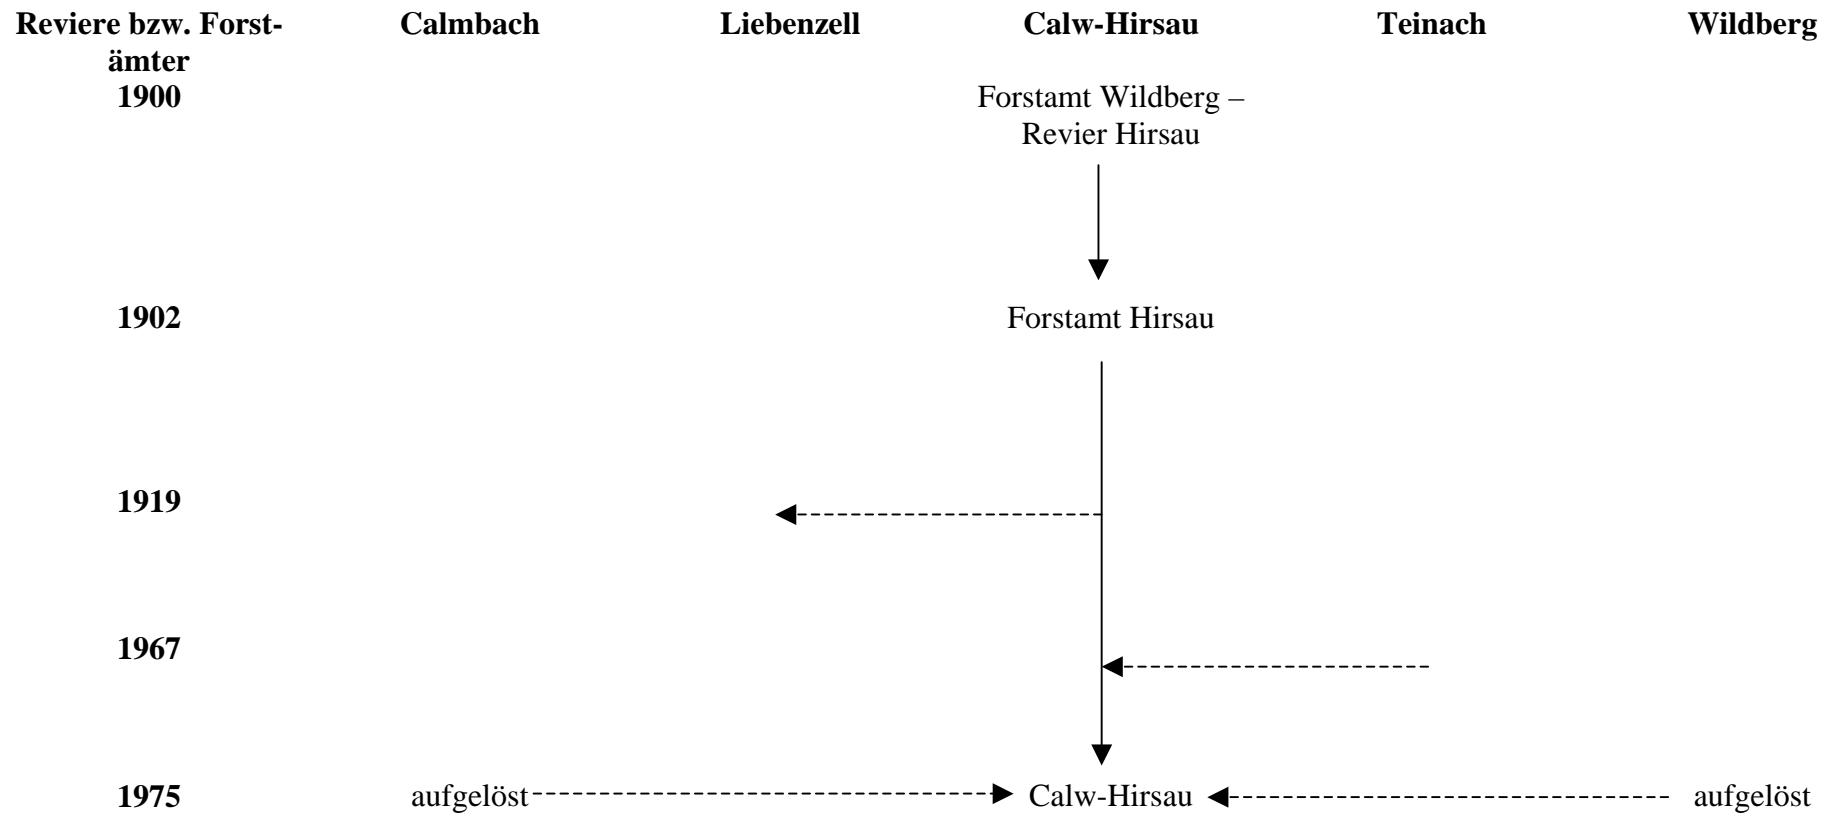 Reviere bzw. Forst-
ämter
Calmbach
Liebenzell
Calw-Hirsau
Teinach
Wildberg
1900
Forstamt Wildberg –
Revier Hirsau
1902
Forstamt Hirsau
1919
1967
1975
aufgelöst
Calw-Hirsau
aufgelöst